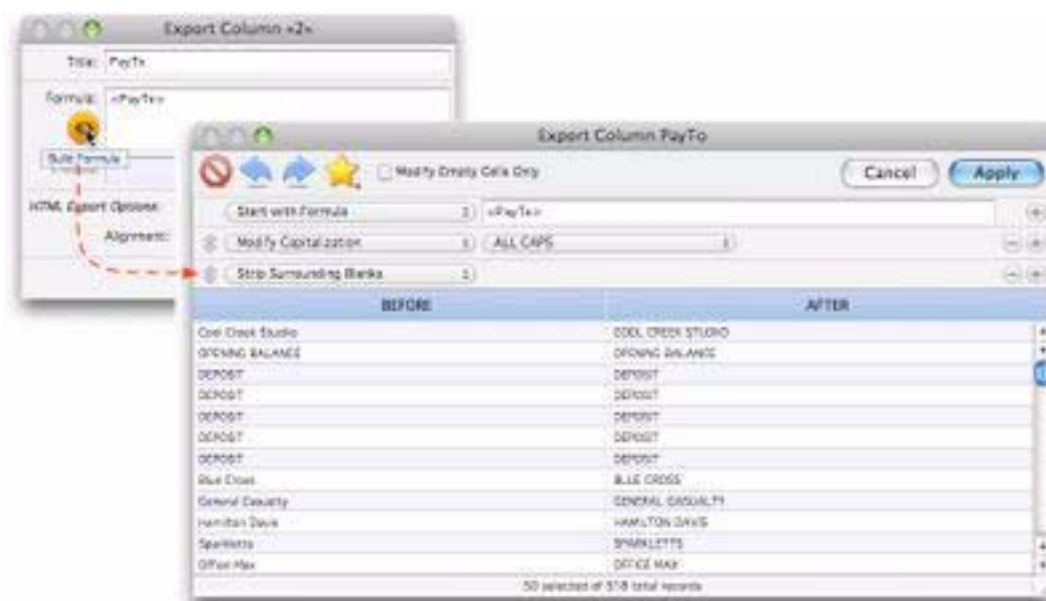 Export Column «2»
Title: PayTo
Formula: «PayTo»
Build Formula
HTML Export Options:
Alignment:
Export Column PayTo
Modify Empty Cells Only
Cancel
Apply
Start with Formula
«PayTo»
Modify Capitalization
ALL CAPS
Strip Surrounding Blanks
BEFORE AFTER
Cool Creek Studio COOL CREEK STUDIO
OPENING BALANCE OPENING BALANCE
DEPOSIT DEPOSIT
DEPOSIT DEPOSIT
DEPOSIT DEPOSIT
DEPOSIT DEPOSIT
DEPOSIT DEPOSIT
Blue Cross BLUE CROSS
General Casualty GENERAL CASUALTY
Hamilton Davis HAMILTON DAVIS
Sparkletts SPARKLETTS
Office Max OFFICE MAX
50 selected of 518 total records